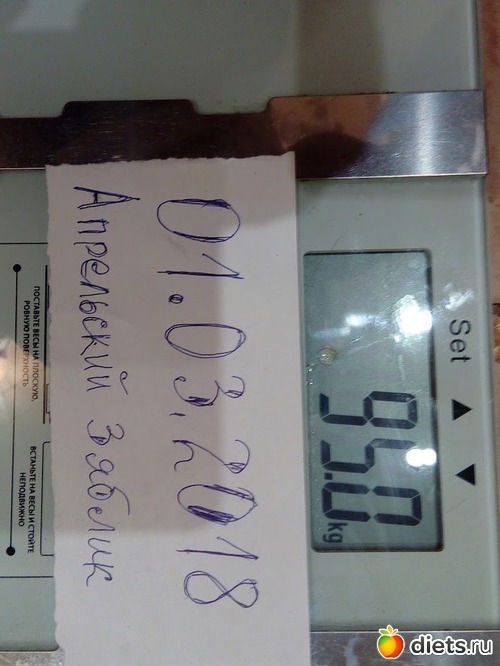 Set
95.0 kg
01.03.2018
Апрельский зяблик
ПОСТАВЬТЕ ВЕСЫ НА ПЛОСКУЮ,
РОВНУЮ ПОВЕРХНОСТЬ
ВСТАНЬТЕ НА ВЕСЫ И СТОЙТЕ
НЕПОДВИЖНО
diets.ru